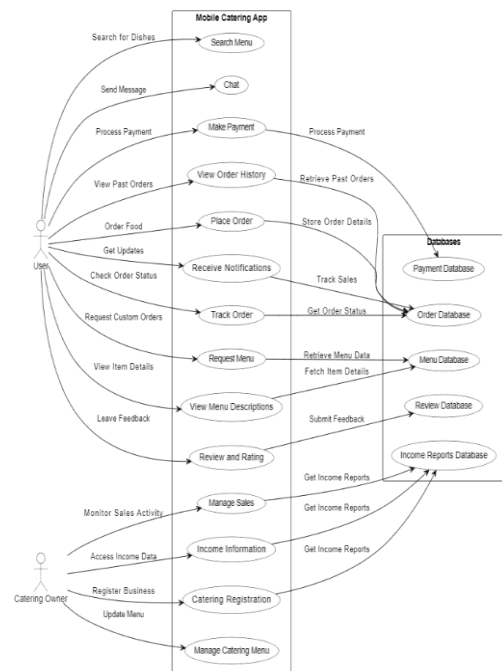 Mobile Catering App
Search for Dishes
Search Menu
Send Message
Chat
Process Payment
Make Payment
Process Payment
View Past Orders
View Order History
Retrieve Past Orders
Order Food
Place Order
Store Order Details
User
Get Updates
Receive Notifications
Track Sales
Check Order Status
Track Order
Get Order Status
Databases
Payment Database
Order Database
Request Custom Orders
Request Menu
Retrieve Menu Data
Menu Database
View Item Details
View Menu Descriptions
Fetch Item Details
Review Database
Leave Feedback
Review and Rating
Submit Feedback
Income Reports Database
Monitor Sales Activity
Manage Sales
Get Income Reports
Access Income Data
Income Information
Get Income Reports
Catering Owner
Register Business
Catering Registration
Get Income Reports
Update Menu
Manage Catering Menu